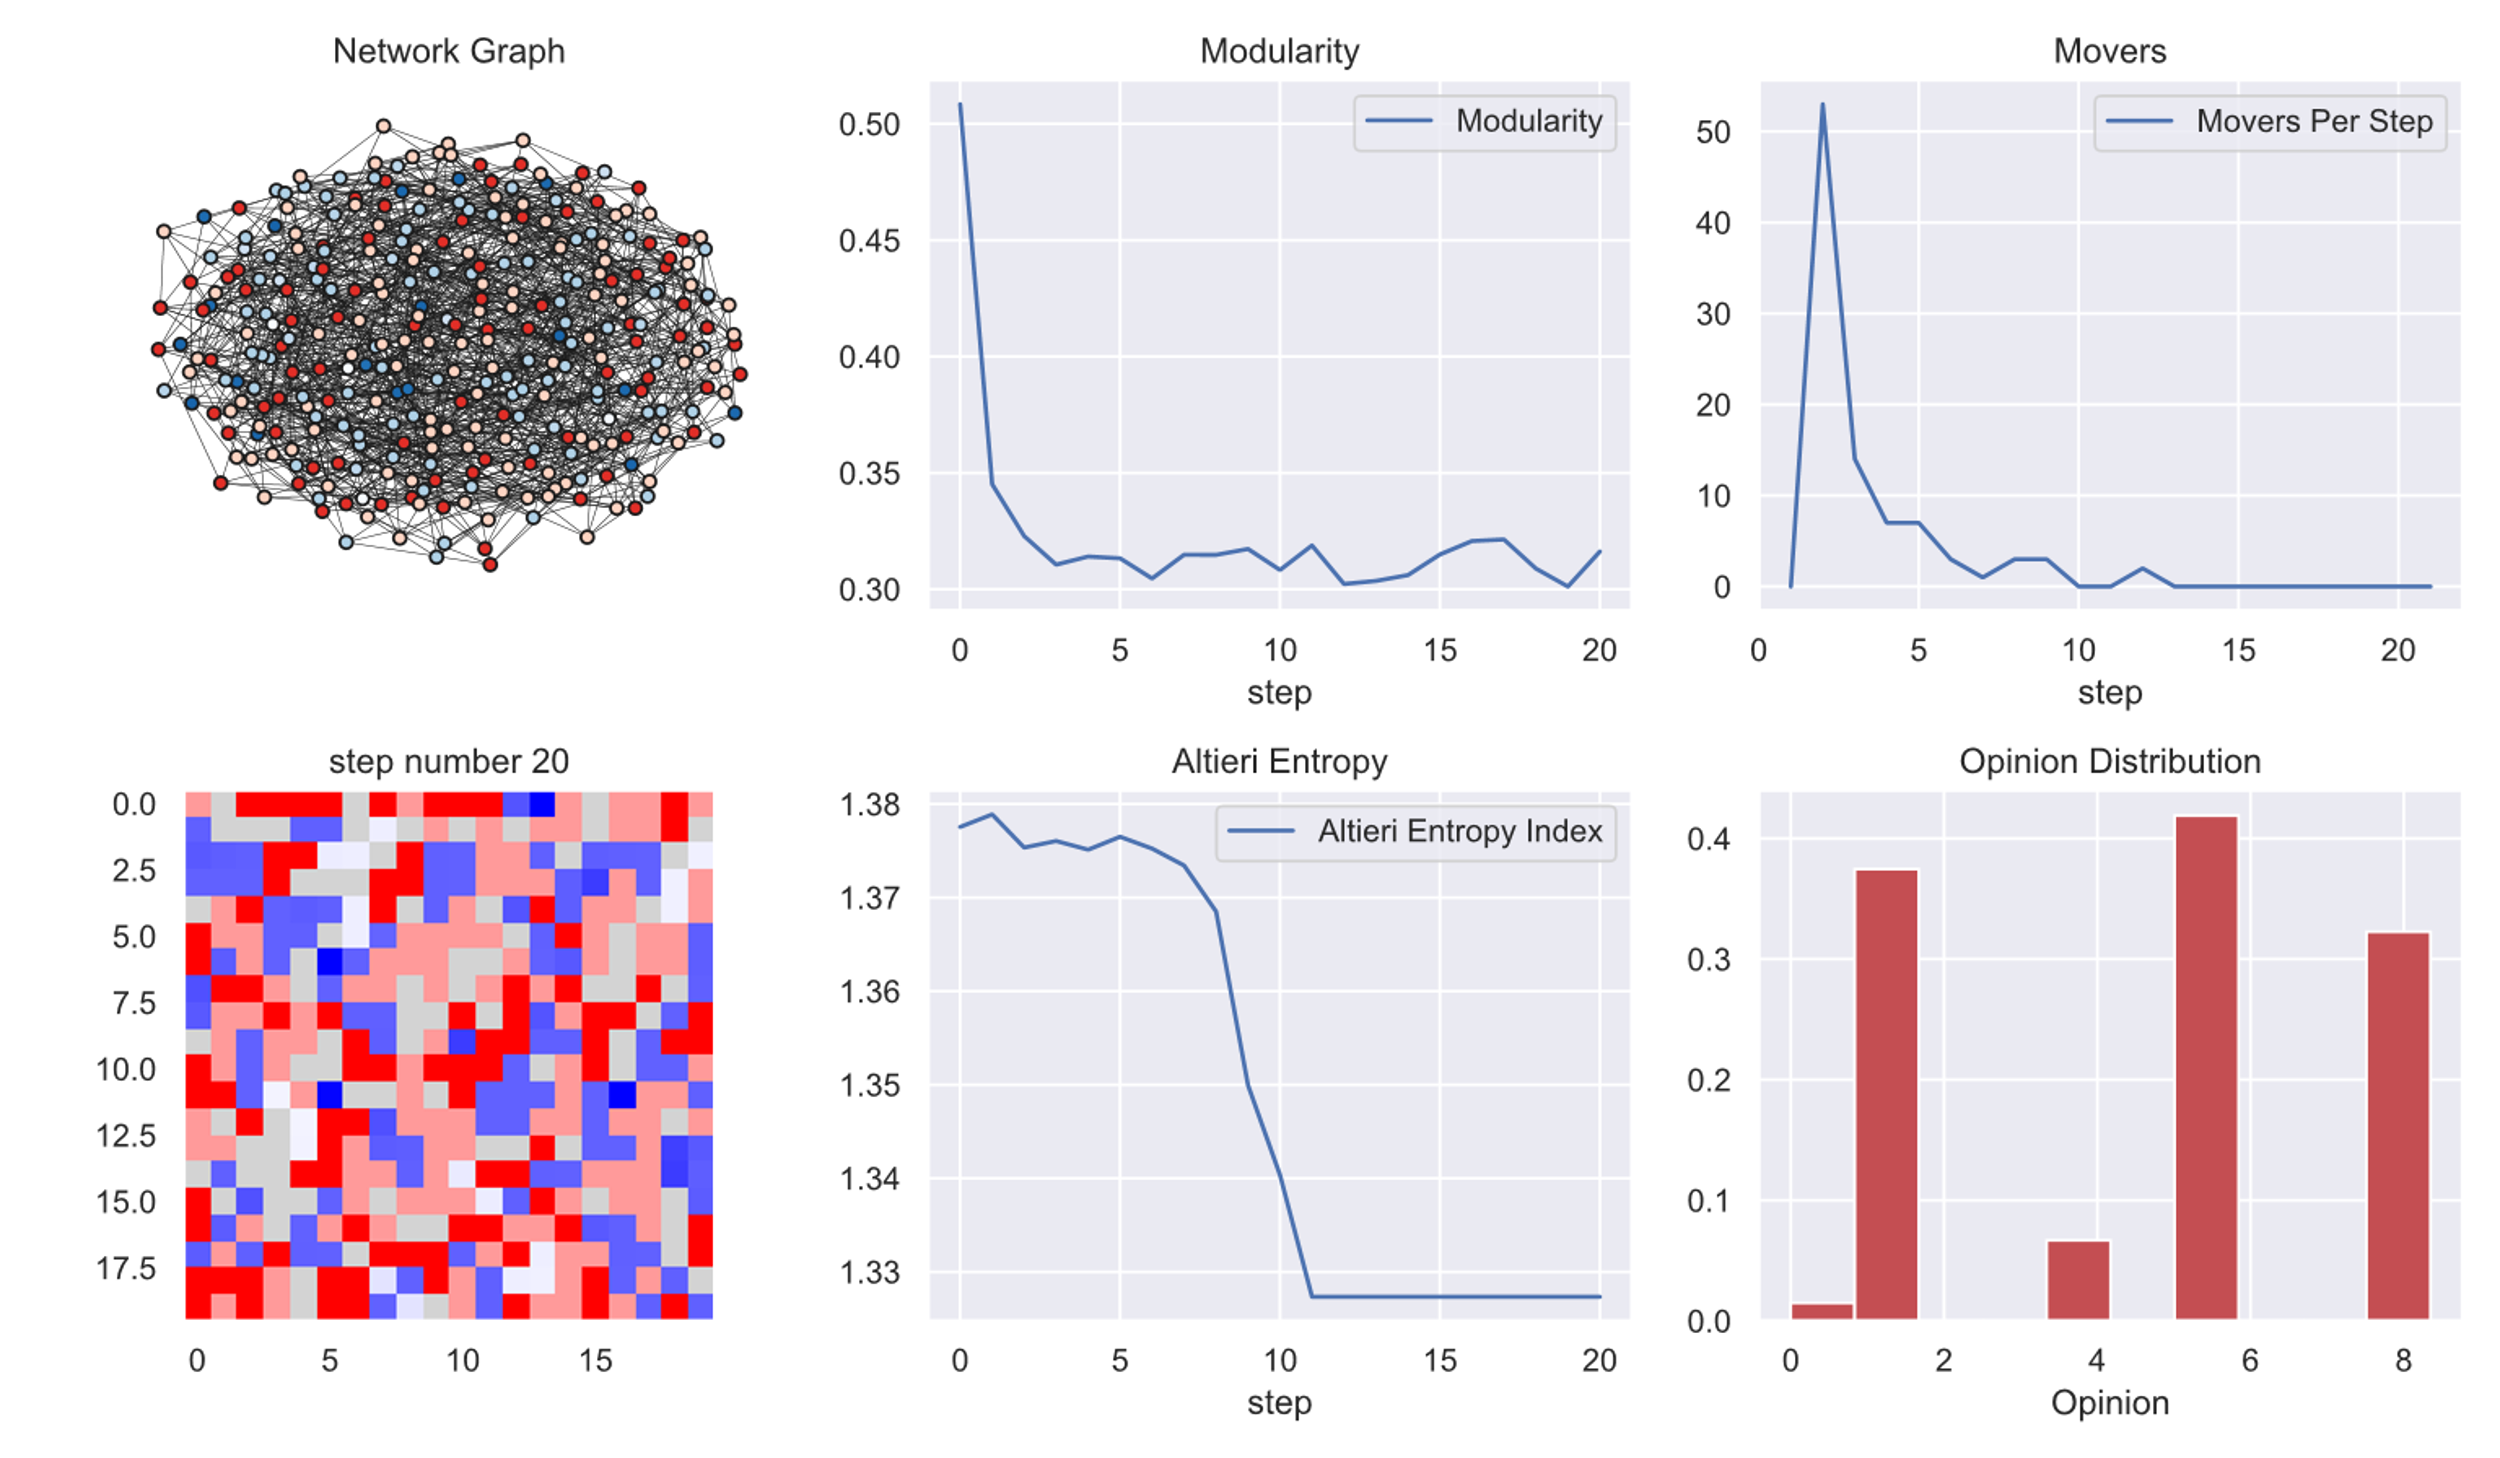 Network Graph
Modularity
Modularity
0.50
0.45
0.40
0.35
0.30
0 5 10 15 20
step
Movers
Movers Per Step
50
40
30
20
10
0
0 5 10 15 20
step
step number 20
0.0
2.5
5.0
7.5
10.0
12.5
15.0
17.5
0 5 10 15
Altieri Entropy
Altieri Entropy Index
1.38
1.37
1.36
1.35
1.34
1.33
0 5 10 15 20
step
Opinion Distribution
0.4
0.3
0.2
0.1
0.0
0 2 4 6 8
Opinion